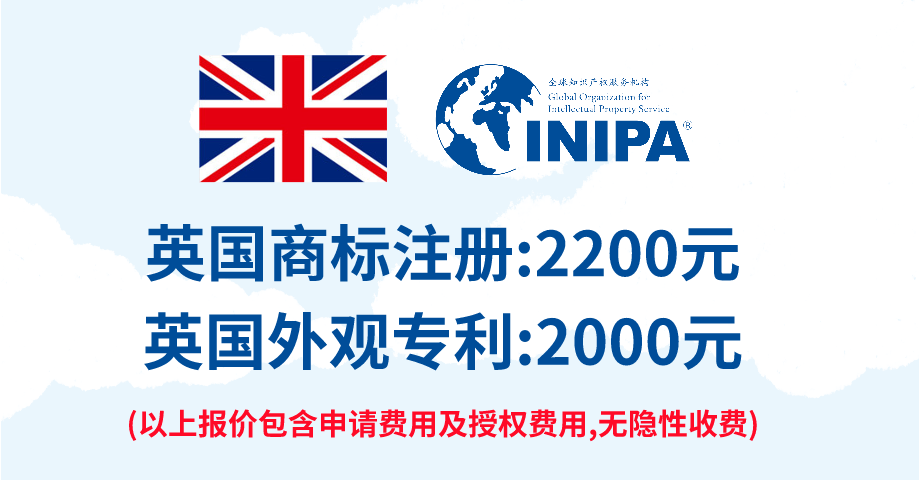 全球知识产权服务机构
Global Organization for
Intellectual Property Service
INIPA®
英国商标注册:2200元
英国外观专利:2000元
(以上报价包含申请费用及授权费用,无隐性收费)